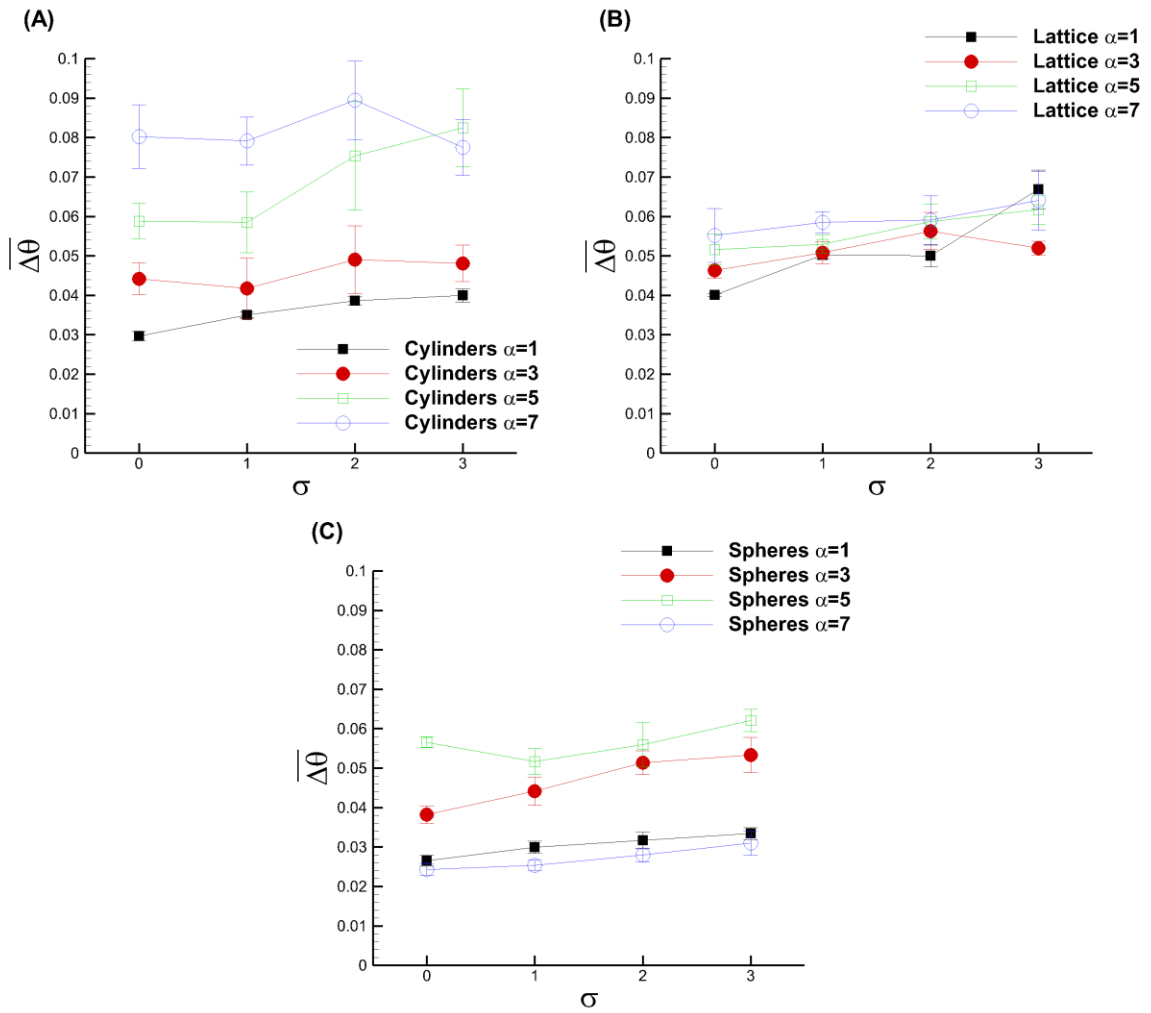 (A)
0.1
0.09
0.08
0.07
0.06
0.05
0.04
0.03
0.02
0.01
0
Δθ
0 1 2 3
σ
Cylinders α=1
Cylinders α=3
Cylinders α=5
Cylinders α=7
(B)
Lattice α=1
Lattice α=3
Lattice α=5
Lattice α=7
0.1
0.09
0.08
0.07
0.06
0.05
0.04
0.03
0.02
0.01
0
Δθ
0 1 2 3
σ
(C)
Spheres α=1
Spheres α=3
Spheres α=5
Spheres α=7
0.1
0.09
0.08
0.07
0.06
0.05
0.04
0.03
0.02
0.01
0
Δθ
0 1 2 3
σ